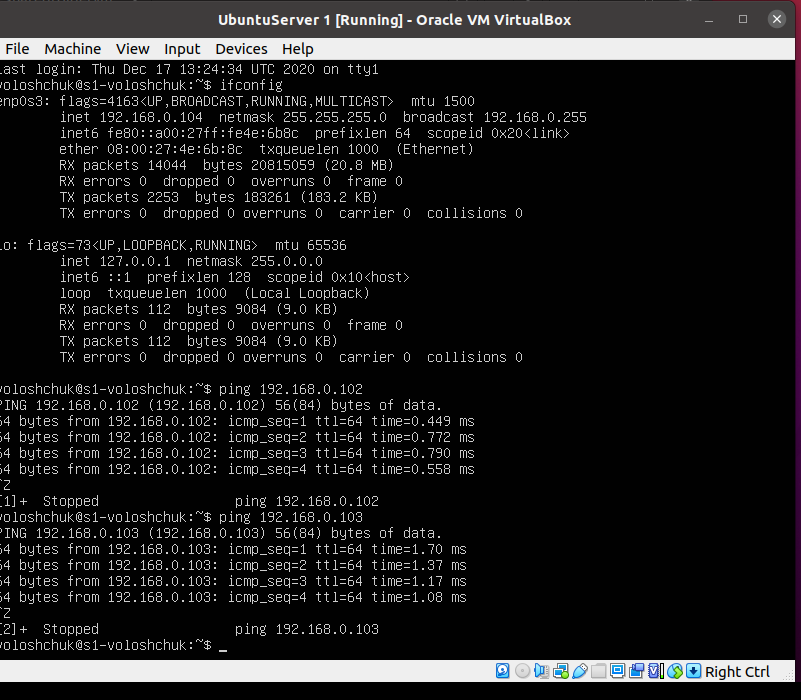 UbuntuServer 1 [Running] - Oracle VM VirtualBox
File Machine View Input Devices Help
ast login: Thu Dec 17 13:24:34 UTC 2020 on tty1
voloshchuk@s1-voloshchuk:~$ ifconfig
enp0s3: flags=4163<UP,BROADCAST,RUNNING,MULTICAST>  mtu 1500
        inet 192.168.0.104  netmask 255.255.255.0  broadcast 192.168.0.255
        inet6 fe80::a00:27ff:fe4e:6b8c  prefixlen 64  scopeid 0x20<link>
        ether 08:00:27:4e:6b:8c  txqueuelen 1000  (Ethernet)
        RX packets 14044  bytes 20815059 (20.8 MB)
        RX errors 0  dropped 0  overruns 0  frame 0
        TX packets 2253  bytes 183261 (183.2 KB)
        TX errors 0  dropped 0 overruns 0  carrier 0  collisions 0
lo: flags=73<UP,LOOPBACK,RUNNING>  mtu 65536
        inet 127.0.0.1  netmask 255.0.0.0
        inet6 ::1  prefixlen 128  scopeid 0x10<host>
        loop  txqueuelen 1000  (Local Loopback)
        RX packets 112  bytes 9084 (9.0 KB)
        RX errors 0  dropped 0  overruns 0  frame 0
        TX packets 112  bytes 9084 (9.0 KB)
        TX errors 0  dropped 0 overruns 0  carrier 0  collisions 0
voloshchuk@s1-voloshchuk:~$ ping 192.168.0.102
PING 192.168.0.102 (192.168.0.102) 56(84) bytes of data.
64 bytes from 192.168.0.102: icmp_seq=1 ttl=64 time=0.449 ms
64 bytes from 192.168.0.102: icmp_seq=2 ttl=64 time=0.772 ms
64 bytes from 192.168.0.102: icmp_seq=3 ttl=64 time=0.790 ms
64 bytes from 192.168.0.102: icmp_seq=4 ttl=64 time=0.558 ms
^Z
[1]+  Stopped                 ping 192.168.0.102
voloshchuk@s1-voloshchuk:~$ ping 192.168.0.103
PING 192.168.0.103 (192.168.0.103) 56(84) bytes of data.
64 bytes from 192.168.0.103: icmp_seq=1 ttl=64 time=1.70 ms
64 bytes from 192.168.0.103: icmp_seq=2 ttl=64 time=1.37 ms
64 bytes from 192.168.0.103: icmp_seq=3 ttl=64 time=1.17 ms
64 bytes from 192.168.0.103: icmp_seq=4 ttl=64 time=1.08 ms
^Z
[2]+  Stopped                 ping 192.168.0.103
voloshchuk@s1-voloshchuk:~$ _
Right Ctrl